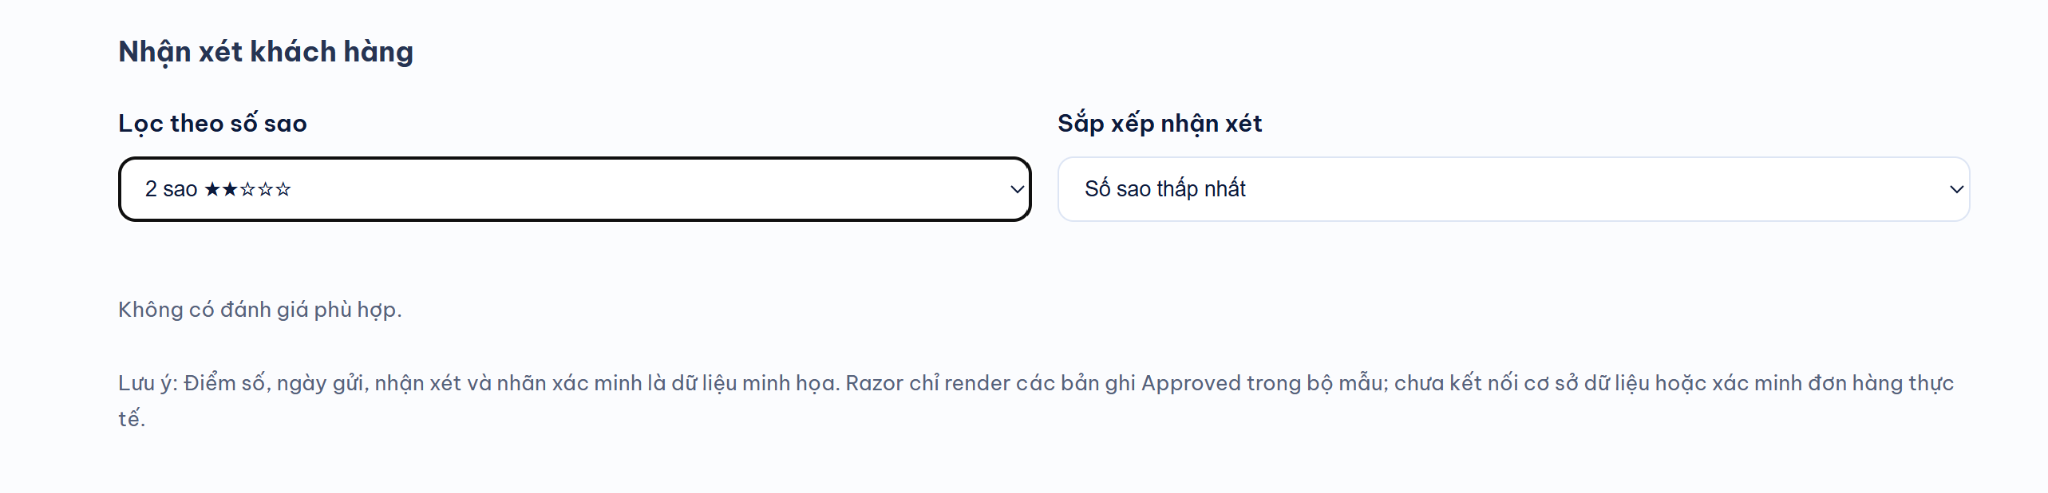 Nhận xét khách hàng
Lọc theo số sao
Sắp xếp nhận xét
2 sao ★★☆☆☆
Số sao thấp nhất
Không có đánh giá phù hợp.
Lưu ý: Điểm số, ngày gửi, nhận xét và nhãn xác minh là dữ liệu minh họa. Razor chỉ render các bản ghi Approved trong bộ mẫu; chưa kết nối cơ sở dữ liệu hoặc xác minh đơn hàng thực
tế.